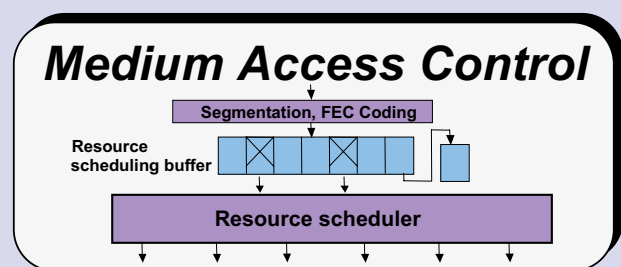 Medium Access Control
Segmentation, FEC Coding
Resource
scheduling buffer
Resource scheduler